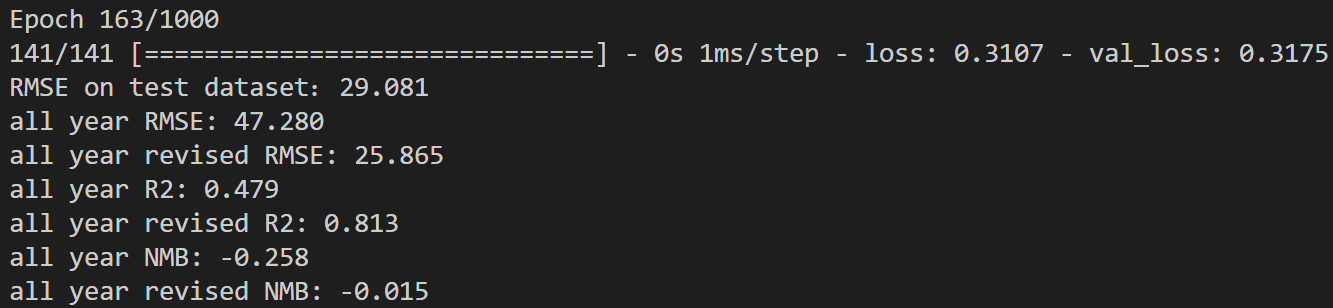 Epoch 163/1000
141/141 [==============================] - 0s 1ms/step - loss: 0.3107 - val_loss: 0.3175
RMSE on test dataset: 29.081
all year RMSE: 47.280
all year revised RMSE: 25.865
all year R2: 0.479
all year revised R2: 0.813
all year NMB: -0.258
all year revised NMB: -0.015